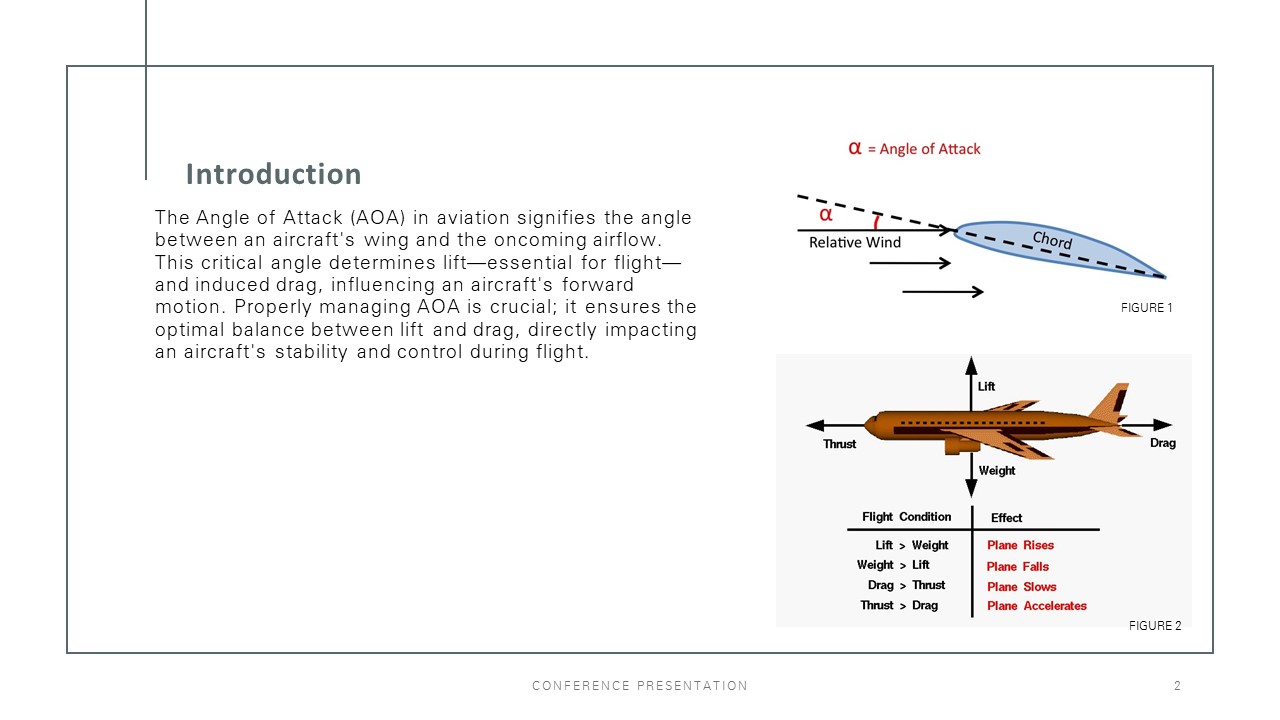 Introduction
The Angle of Attack (AOA) in aviation signifies the angle
between an aircraft's wing and the oncoming airflow.
This critical angle determines lift—essential for flight—
and induced drag, influencing an aircraft's forward
motion. Properly managing AOA is crucial; it ensures the
optimal balance between lift and drag, directly impacting
an aircraft's stability and control during flight.
α = Angle of Attack
α
Relative Wind
Chord
FIGURE 1
Lift
Thrust
Drag
Weight
Flight Condition Effect
Lift > Weight Plane Rises
Weight > Lift Plane Falls
Drag > Thrust Plane Slows
Thrust > Drag Plane Accelerates
FIGURE 2
CONFERENCE PRESENTATION
2